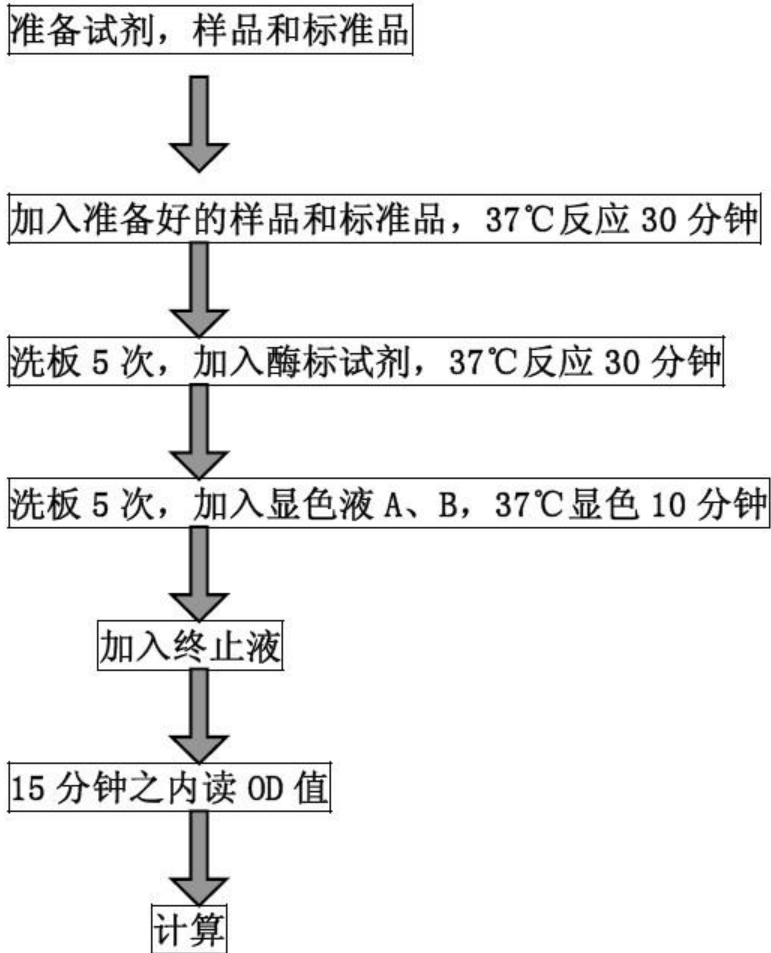 准备试剂，样品和标准品
加入准备好的样品和标准品，37℃反应 30 分钟
洗板 5 次，加入酶标试剂，37℃反应 30 分钟
洗板 5 次，加入显色液 A、B，37℃显色 10 分钟
加入终止液
15 分钟之内读 OD 值
计算